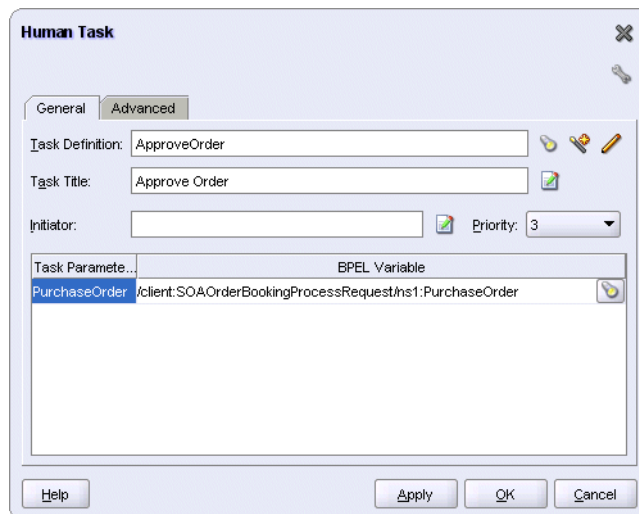 Human Task
General Advanced
Task Definition: ApproveOrder
Task Title: Approve Order
Initiator: Priority: 3
Task Paramete... BPEL Variable
PurchaseOrder /client:SOAOrderBookingProcessRequest/ns1:PurchaseOrder
Help Apply OK Cancel